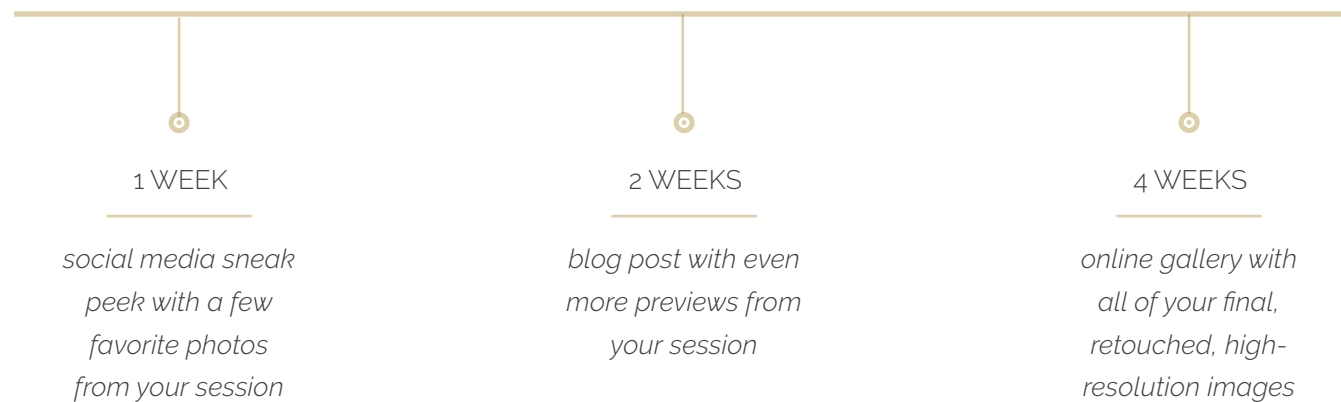 1 WEEK
social media sneak
peek with a few
favorite photos
from your session
2 WEEKS
blog post with even
more previews from
your session
4 WEEKS
online gallery with
all of your final,
retouched, high-
resolution images